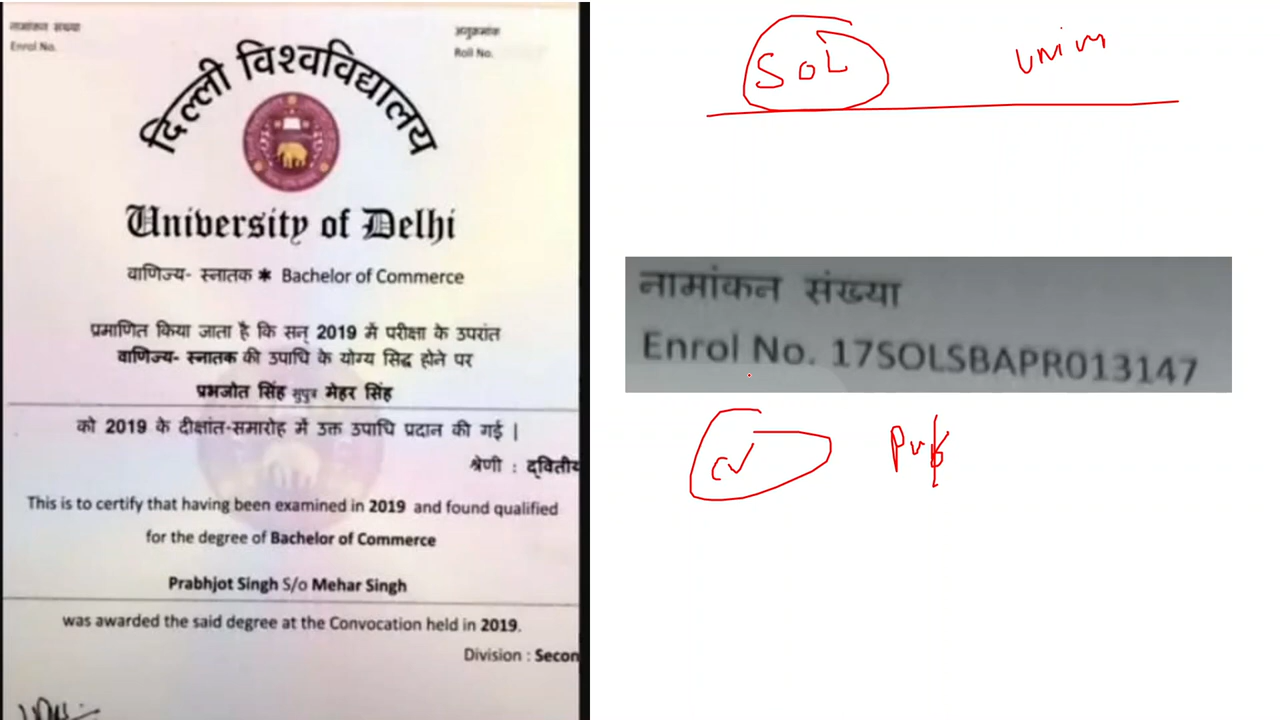 नामांकन संख्या
Enrol No.
अनुक्रमांक
Roll No.
दिल्ली विश्वविद्यालय
University of Delhi
वाणिज्य- स्नातक * Bachelor of Commerce
प्रमाणित किया जाता है कि सन् 2019 में परीक्षा के उपरांत
वाणिज्य- स्नातक की उपाधि के योग्य सिद्ध होने पर
प्रभजोत सिंह सुपुत्र मेहर सिंह
को 2019 के दीक्षांत-समारोह में उक्त उपाधि प्रदान की गई |
श्रेणी : द्वितीय
This is to certify that having been examined in 2019 and found qualified
for the degree of Bachelor of Commerce
Prabhjot Singh S/o Mehar Singh
was awarded the said degree at the Convocation held in 2019.
Division : Secon
SOL
नामांकन संख्या
Enrol No. 17SOLSBAPR013147